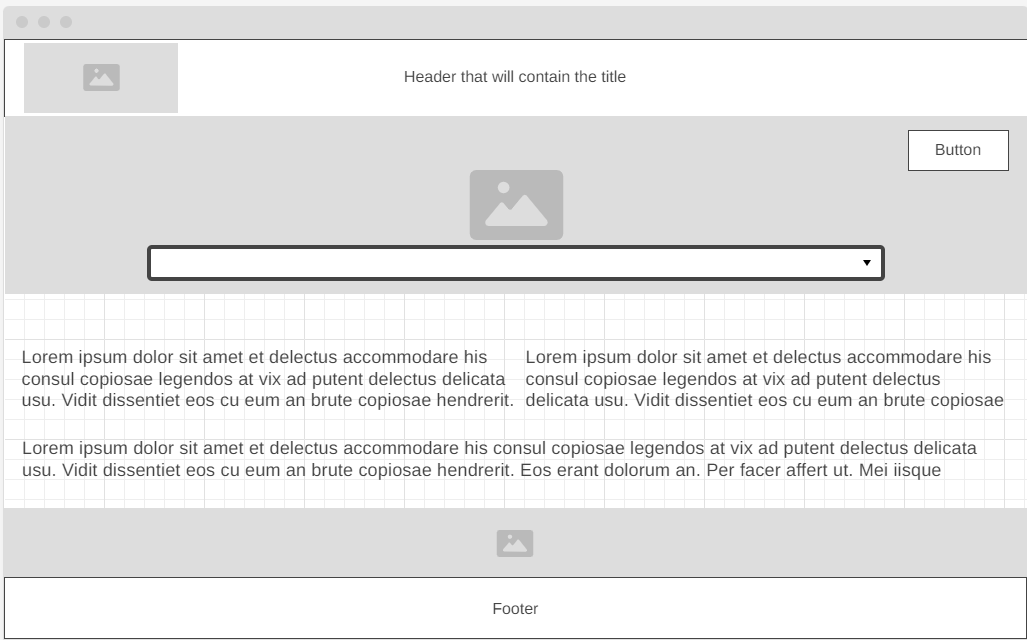 Header that will contain the title
Button
Lorem ipsum dolor sit amet et delectus accommodare his
consul copiosae legendos at vix ad putent delectus delicata
usu. Vidit dissentiet eos cu eum an brute copiosae hendrerit.
Lorem ipsum dolor sit amet et delectus accommodare his
consul copiosae legendos at vix ad putent delectus
delicata usu. Vidit dissentiet eos cu eum an brute copiosae
Lorem ipsum dolor sit amet et delectus accommodare his consul copiosae legendos at vix ad putent delectus delicata
usu. Vidit dissentiet eos cu eum an brute copiosae hendrerit. Eos erant dolorum an. Per facer affert ut. Mei iisque
Footer